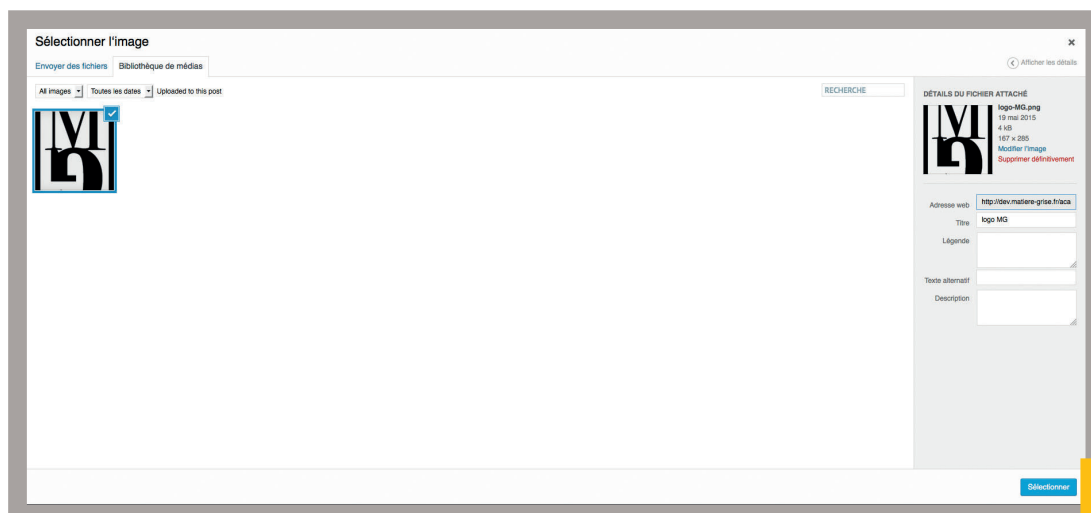 Sélectionner l'image
×
Envoyer des fichiers Bibliothèque de médias
Afficher les détails
All images Toutes les dates Uploaded to this post
RECHERCHE
DÉTAILS DU FICHIER ATTACHÉ
logo-MG.png
19 mai 2015
4 kB
167 × 285
Modifier l'image
Supprimer définitivement
Adresse web http://dev.matiere-grise.fr/aca
Titre logo MG
Légende
Texte alternatif
Description
Sélectionner